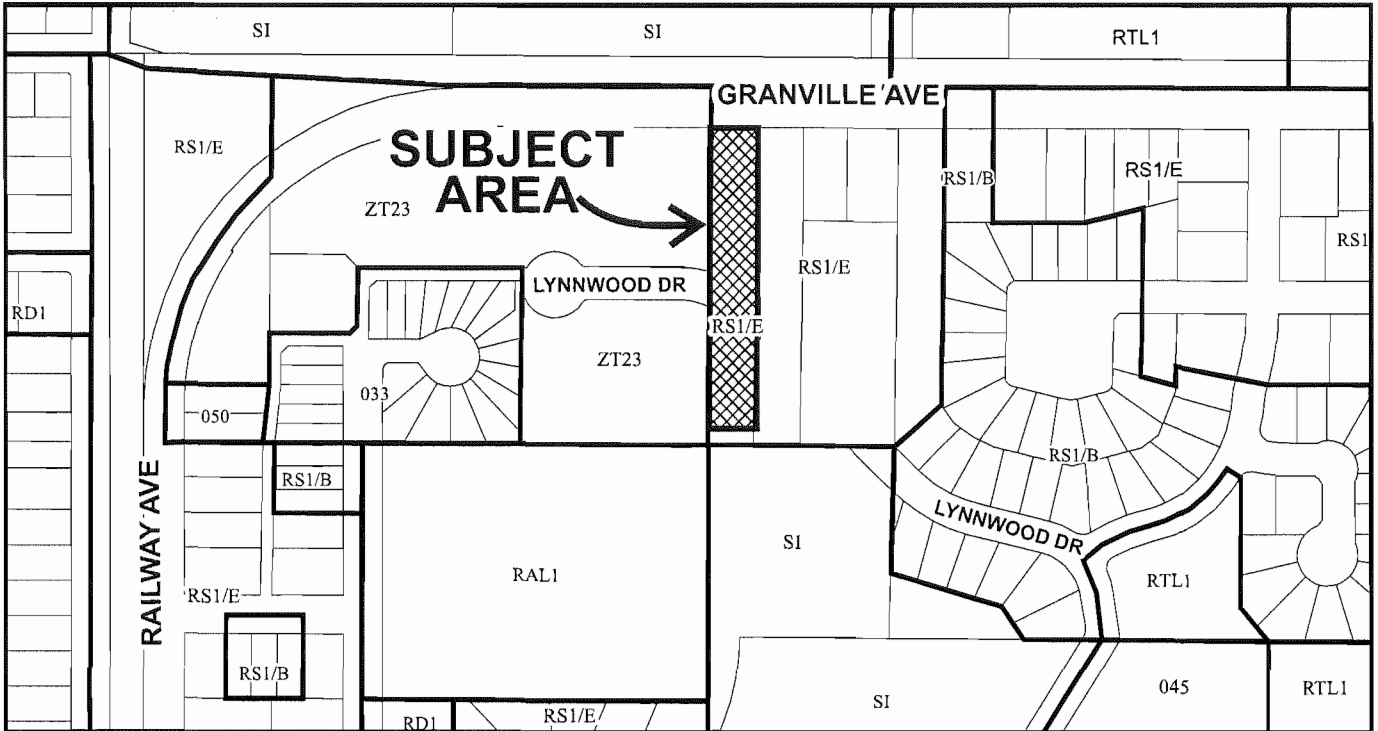 SI
SI
RTL1
GRANVILLE AVE
SUBJECT
AREA
RS1/E
ZT23
RS1/B
RS1/E
RS1
RS1/E
LYNNWOOD DR
RD1
RS1/E
ZT23
033
050
RS1/B
RS1/B
RAILWAY AVE
LYNNWOOD DR
SI
RAL1
RTL1
RS1/E
RS1/B
045
RTL1
SI
RS1/E
RD1